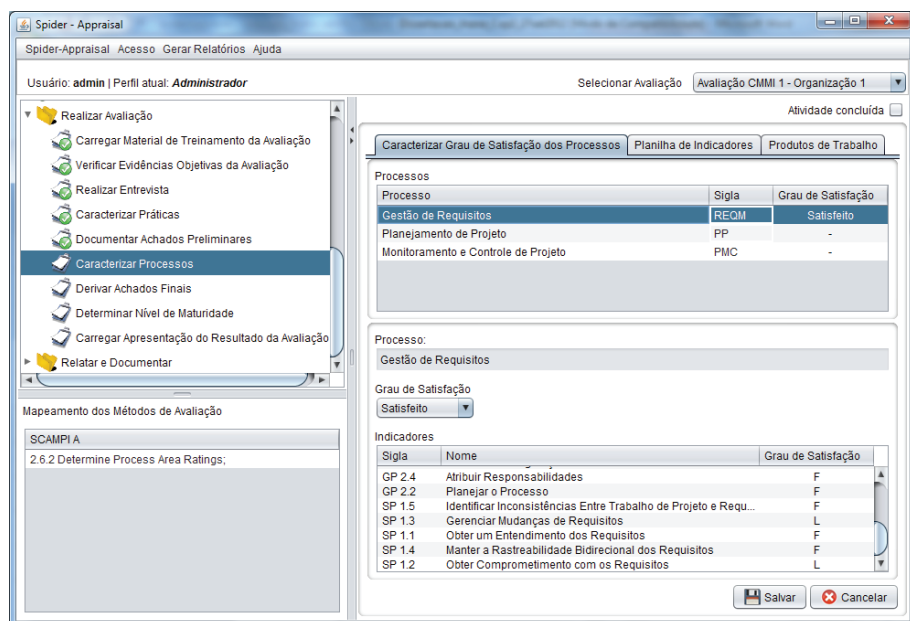 Spider - Appraisal
Spider-Appraisal Acesso Gerar Relatórios Ajuda
Usuário: admin | Perfil atual: Administrador
Selecionar Avaliação Avaliação CMMI 1 - Organização 1
Atividade concluída
Realizar Avaliação
Carregar Material de Treinamento da Avaliação
Verificar Evidências Objetivas da Avaliação
Realizar Entrevista
Caracterizar Práticas
Documentar Achados Preliminares
Caracterizar Processos
Derivar Achados Finais
Determinar Nível de Maturidade
Carregar Apresentação do Resultado da Avaliação
Relatar e Documentar
Mapeamento dos Métodos de Avaliação
SCAMPI A
2.6.2 Determine Process Area Ratings;
Caracterizar Grau de Satisfação dos Processos Planilha de Indicadores Produtos de Trabalho
Processos
Processo Sigla Grau de Satisfação
Gestão de Requisitos REQM Satisfeito
Planejamento de Projeto PP -
Monitoramento e Controle de Projeto PMC -
Processo:
Gestão de Requisitos
Grau de Satisfação
Satisfeito
Indicadores
Sigla Nome Grau de Satisfação
GP 2.4 Atribuir Responsabilidades F
GP 2.2 Planejar o Processo F
SP 1.5 Identificar Inconsistências Entre Trabalho de Projeto e Requ... F
SP 1.3 Gerenciar Mudanças de Requisitos L
SP 1.1 Obter um Entendimento dos Requisitos F
SP 1.4 Manter a Rastreabilidade Bidirecional dos Requisitos F
SP 1.2 Obter Comprometimento com os Requisitos L
Salvar Cancelar